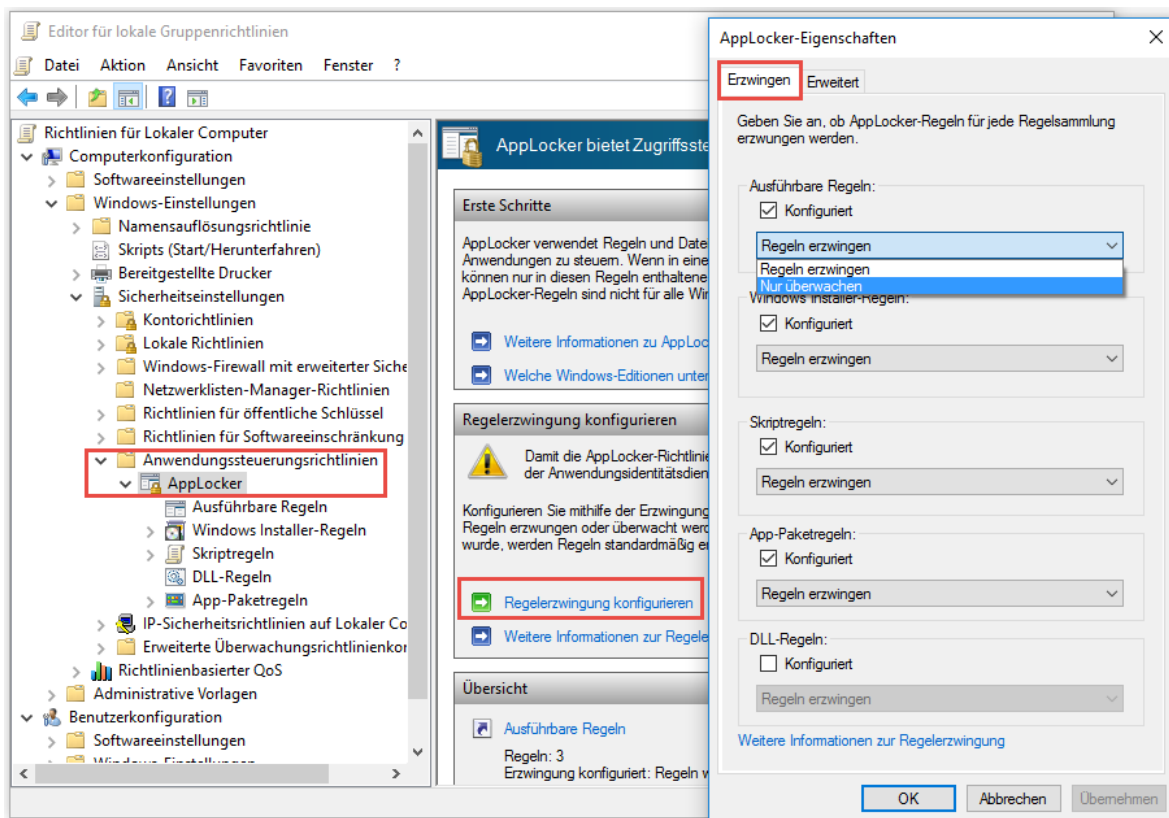 Editor für lokale Gruppenrichtlinien
Datei Aktion Ansicht Favoriten Fenster ?
Richtlinien für Lokaler Computer
Computerkonfiguration
Softwareeinstellungen
Windows-Einstellungen
Namensauflösungsrichtlinie
Skripts (Start/Herunterfahren)
Bereitgestellte Drucker
Sicherheitseinstellungen
Kontorichtlinien
Lokale Richtlinien
Windows-Firewall mit erweiterter Siche
Netzwerklisten-Manager-Richtlinien
Richtlinien für öffentliche Schlüssel
Richtlinien für Softwareeinschränkung
Anwendungssteuerungsrichtlinien
AppLocker
Ausführbare Regeln
Windows Installer-Regeln
Skriptregeln
DLL-Regeln
App-Paketregeln
IP-Sicherheitsrichtlinien auf Lokaler Co
Erweiterte Überwachungsrichtlinienkon
Richtlinienbasierter QoS
Administrative Vorlagen
Benutzerkonfiguration
Softwareeinstellungen
Windows-Einstellungen
AppLocker bietet Zugriffsste
Erste Schritte
AppLocker verwendet Regeln und Date
Anwendungen zu steuern. Wenn in eine
können nur in diesen Regeln enthaltene
AppLocker-Regeln sind nicht für alle Win
Weitere Informationen zu AppLoc
Welche Windows-Editionen unter
Regelerzwingung konfigurieren
Damit die AppLocker-Richtlinie
der Anwendungsidentitätsdien
Konfigurieren Sie mithilfe der Erzwingung
Regeln erzwungen oder überwacht werd
wurde, werden Regeln standardmäßig e
Regelerzwingung konfigurieren
Weitere Informationen zur Regele
Übersicht
Ausführbare Regeln
Regeln: 3
Erzwingung konfiguriert: Regeln w
AppLocker-Eigenschaften
Erzwingen Erweitert
Geben Sie an, ob AppLocker-Regeln für jede Regelsammlung
erzwungen werden.
Ausführbare Regeln:
Konfiguriert
Regeln erzwingen
Regeln erzwingen
Nur überwachen
Windows Installer-Regeln:
Konfiguriert
Regeln erzwingen
Skriptregeln:
Konfiguriert
Regeln erzwingen
App-Paketregeln:
Konfiguriert
Regeln erzwingen
DLL-Regeln:
Konfiguriert
Regeln erzwingen
Weitere Informationen zur Regelerzwingung
OK Abbrechen Übernehmen